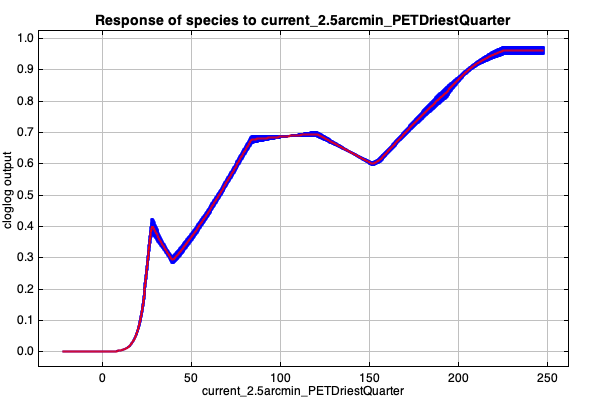 Response of species to current_2.5arcmin_PETDriestQuarter
cloglog output
1.0
0.9
0.8
0.7
0.6
0.5
0.4
0.3
0.2
0.1
0.0
0 50 100 150 200 250
current_2.5arcmin_PETDriestQuarter